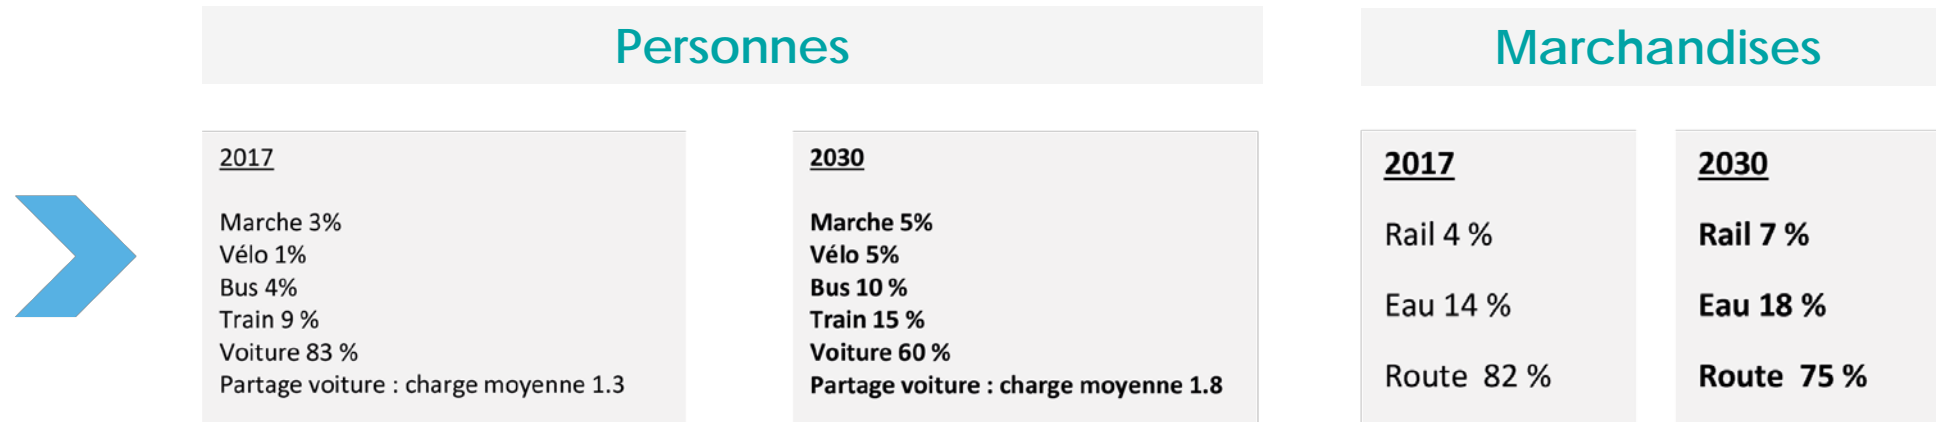 Personnes
2017
Marche 3%
Vélo 1%
Bus 4%
Train 9 %
Voiture 83 %
Partage voiture : charge moyenne 1.3
2030
Marche 5%
Vélo 5%
Bus 10 %
Train 15 %
Voiture 60 %
Partage voiture : charge moyenne 1.8
Marchandises
2017
Rail 4 %
Eau 14 %
Route 82 %
2030
Rail 7 %
Eau 18 %
Route 75 %